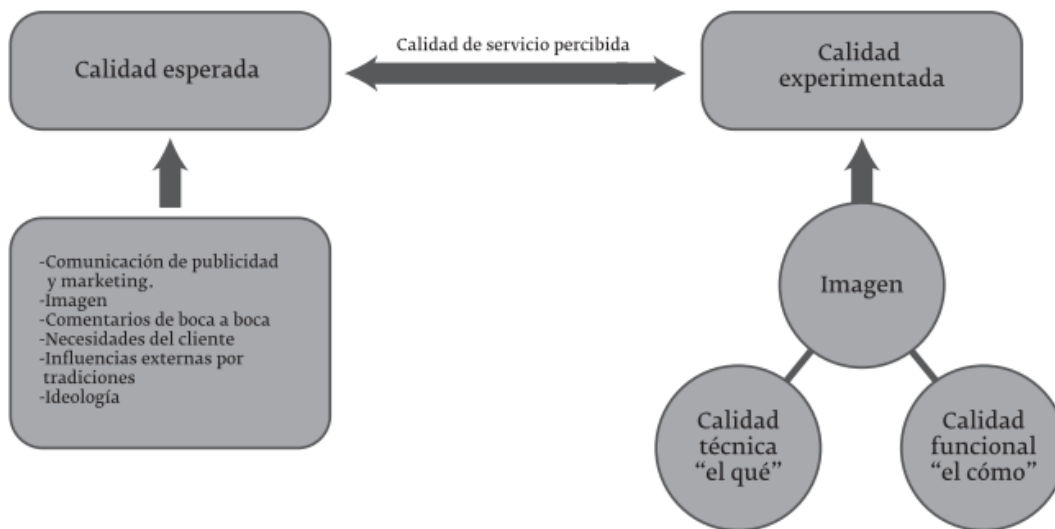 Calidad esperada
Calidad de servicio percibida
Calidad
experimentada
-Comunicación de publicidad
y marketing.
-Imagen
-Comentarios de boca a boca
-Necesidades del cliente
-Influencias externas por
tradiciones
-Ideología
Imagen
Calidad
técnica
“el qué”
Calidad
funcional
“el cómo”